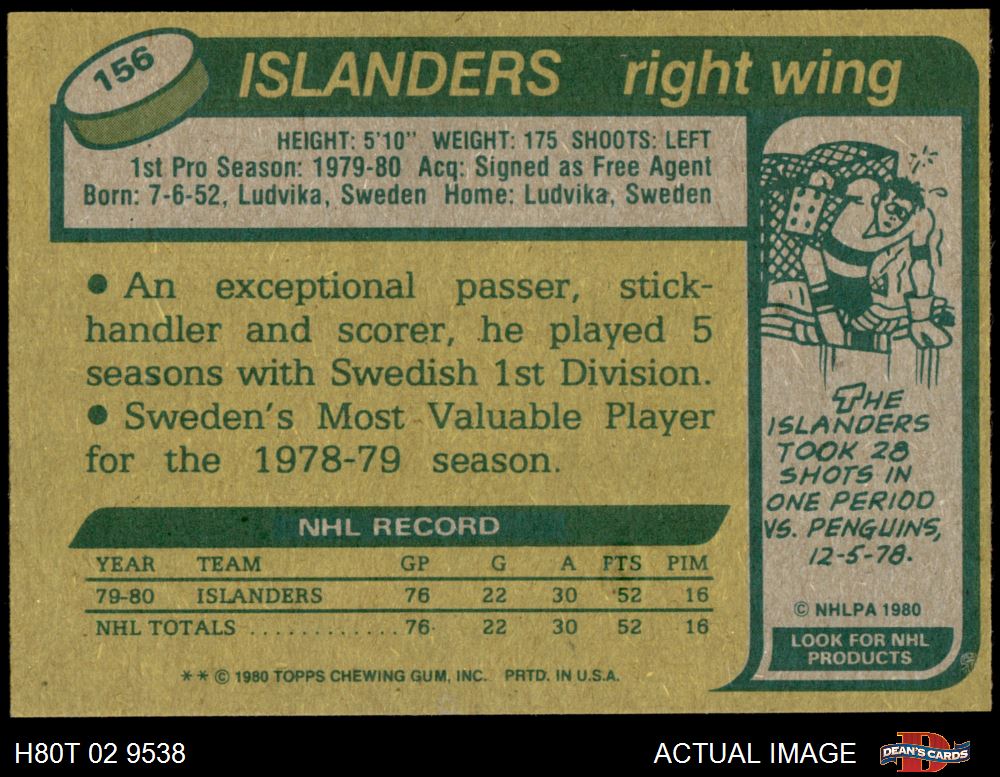 156
ISLANDERS right wing
HEIGHT: 5'10" WEIGHT: 175 SHOOTS: LEFT
1st Pro Season: 1979-80 Acq: Signed as Free Agent
Born: 7-6-52, Ludvika, Sweden Home: Ludvika, Sweden
• An exceptional passer, stick-
handler and scorer, he played 5
seasons with Swedish 1st Division.
• Sweden's Most Valuable Player
for the 1978-79 season.
NHL RECORD
YEAR TEAM GP G A PTS PIM
79-80 ISLANDERS 76 22 30 52 16
NHL TOTALS .......... 76 22 30 52 16
** © 1980 TOPPS CHEWING GUM, INC. PRTD. IN U.S.A.
THE
ISLANDERS
TOOK 28
SHOTS IN
ONE PERIOD
VS. PENGUINS,
12-5-78.
© NHLPA 1980
LOOK FOR NHL
PRODUCTS
H80T 02 9538
ACTUAL IMAGE
DEAN'S CARDS